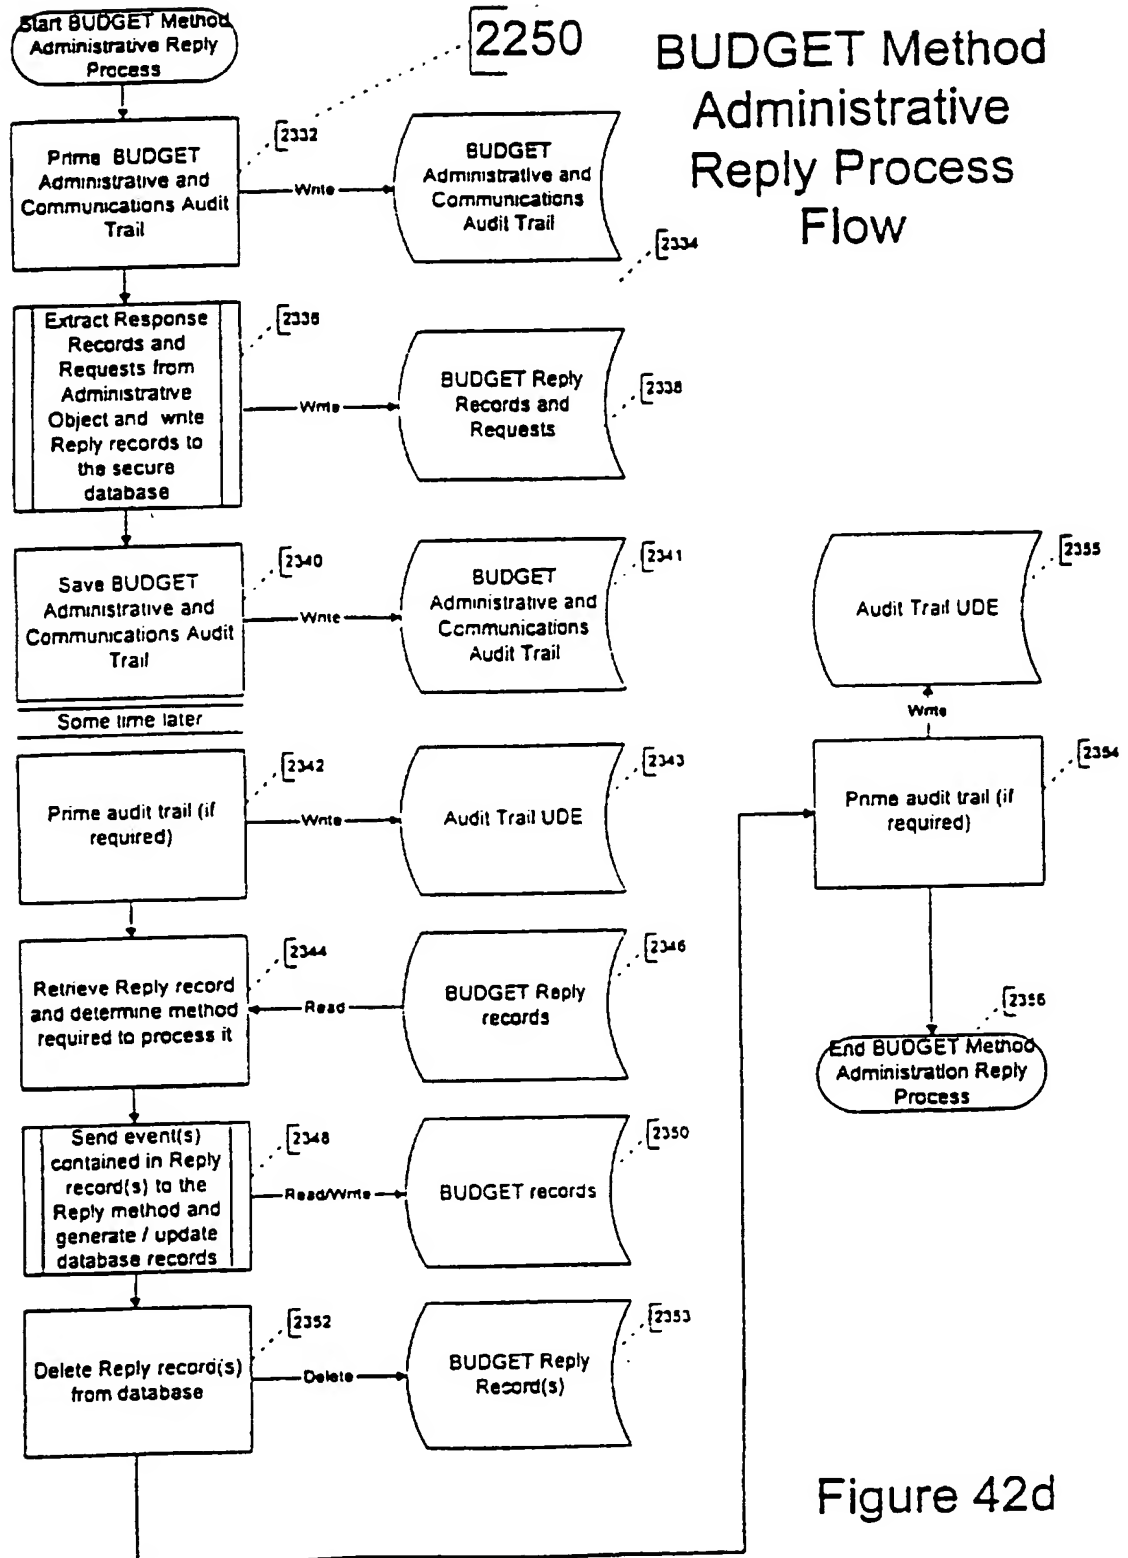 Start BUDGET Method
Administrative Reply
Process
2250
BUDGET Method
Administrative
Reply Process
Flow
Prime BUDGET
Administrative and
Communications Audit
Trail
2332
Write
BUDGET
Administrative and
Communications
Audit Trail
2334
Extract Response
Records and
Requests from
Administrative
Object and write
Reply records to
the secure
database
2336
Write
BUDGET Reply
Records and
Requests
2338
Save BUDGET
Administrative and
Communications Audit
Trail
2340
Write
BUDGET
Administrative and
Communications
Audit Trail
2341
Some time later
Prime audit trail (if
required)
2342
Write
Audit Trail UDE
2343
Retrieve Reply record
and determine method
required to process it
2344
Read
BUDGET Reply
records
2346
Send event(s)
contained in Reply
record(s) to the
Reply method and
generate / update
database records
2348
Read/Write
BUDGET records
2350
Delete Reply record(s)
from database
2352
Delete
BUDGET Reply
Record(s)
2353
Audit Trail UDE
2355
Write
Prime audit trail (if
required)
2354
2356
End BUDGET Method
Administration Reply
Process
Figure 42d